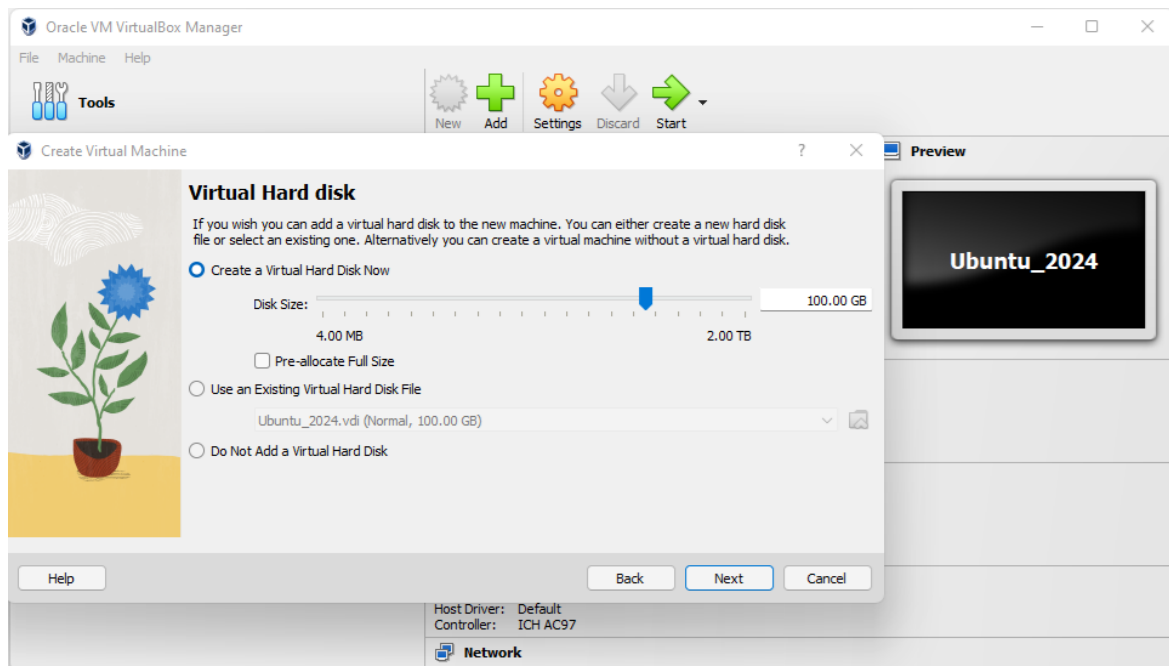 Oracle VM VirtualBox Manager
File Machine Help
Tools
New Add Settings Discard Start
Create Virtual Machine ?
Preview
Virtual Hard disk
If you wish you can add a virtual hard disk to the new machine. You can either create a new hard disk
file or select an existing one. Alternatively you can create a virtual machine without a virtual hard disk.
Ubuntu_2024
Create a Virtual Hard Disk Now
Disk Size: 100.00 GB
4.00 MB 2.00 TB
Pre-allocate Full Size
Use an Existing Virtual Hard Disk File
Ubuntu_2024.vdi (Normal, 100.00 GB)
Do Not Add a Virtual Hard Disk
Help Back Next Cancel
Host Driver: Default
Controller: ICH AC97
Network